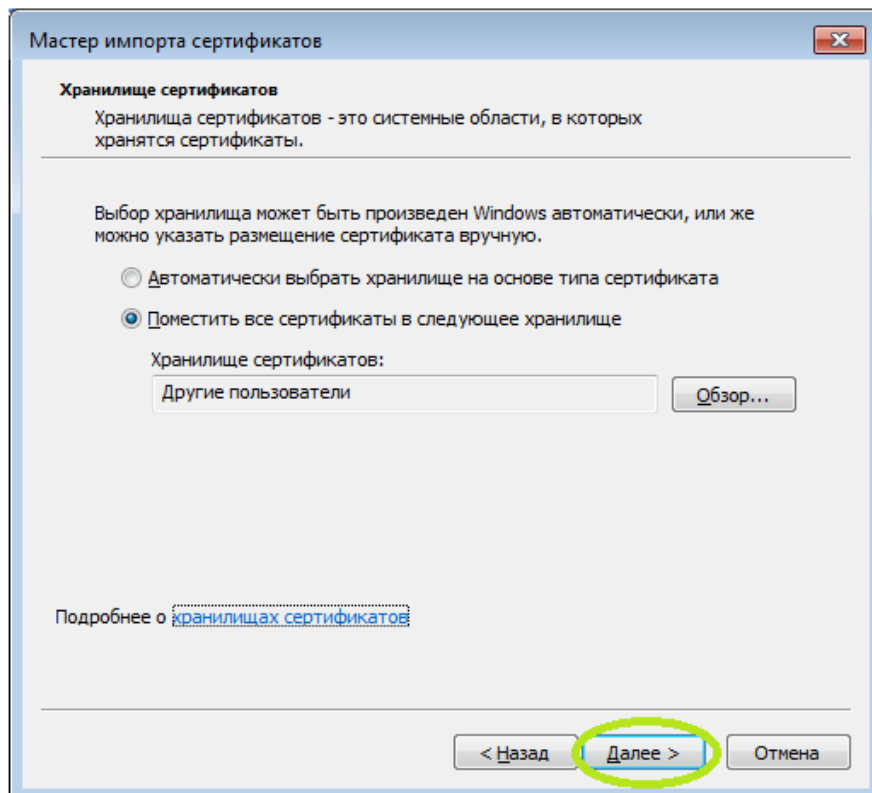 Мастер импорта сертификатов
Хранилище сертификатов
Хранилища сертификатов - это системные области, в которых
хранятся сертификаты.
Выбор хранилища может быть произведен Windows автоматически, или же
можно указать размещение сертификата вручную.
Автоматически выбрать хранилище на основе типа сертификата
Поместить все сертификаты в следующее хранилище
Хранилище сертификатов:
Другие пользователи
Обзор...
Подробнее о хранилищах сертификатов
< Назад
Далее >
Отмена